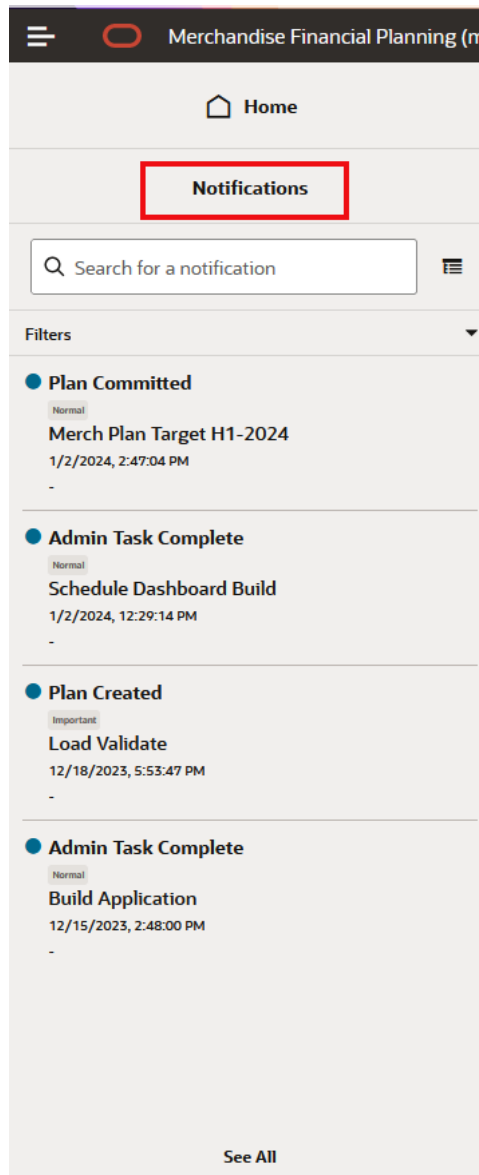 Merchandise Financial Planning (m
Home
Notifications
Search for a notification
Filters
Plan Committed
Normal
Merch Plan Target H1-2024
1/2/2024, 2:47:04 PM
-
Admin Task Complete
Normal
Schedule Dashboard Build
1/2/2024, 12:29:14 PM
-
Plan Created
Important
Load Validate
12/18/2023, 5:53:47 PM
-
Admin Task Complete
Normal
Build Application
12/15/2023, 2:48:00 PM
-
See All